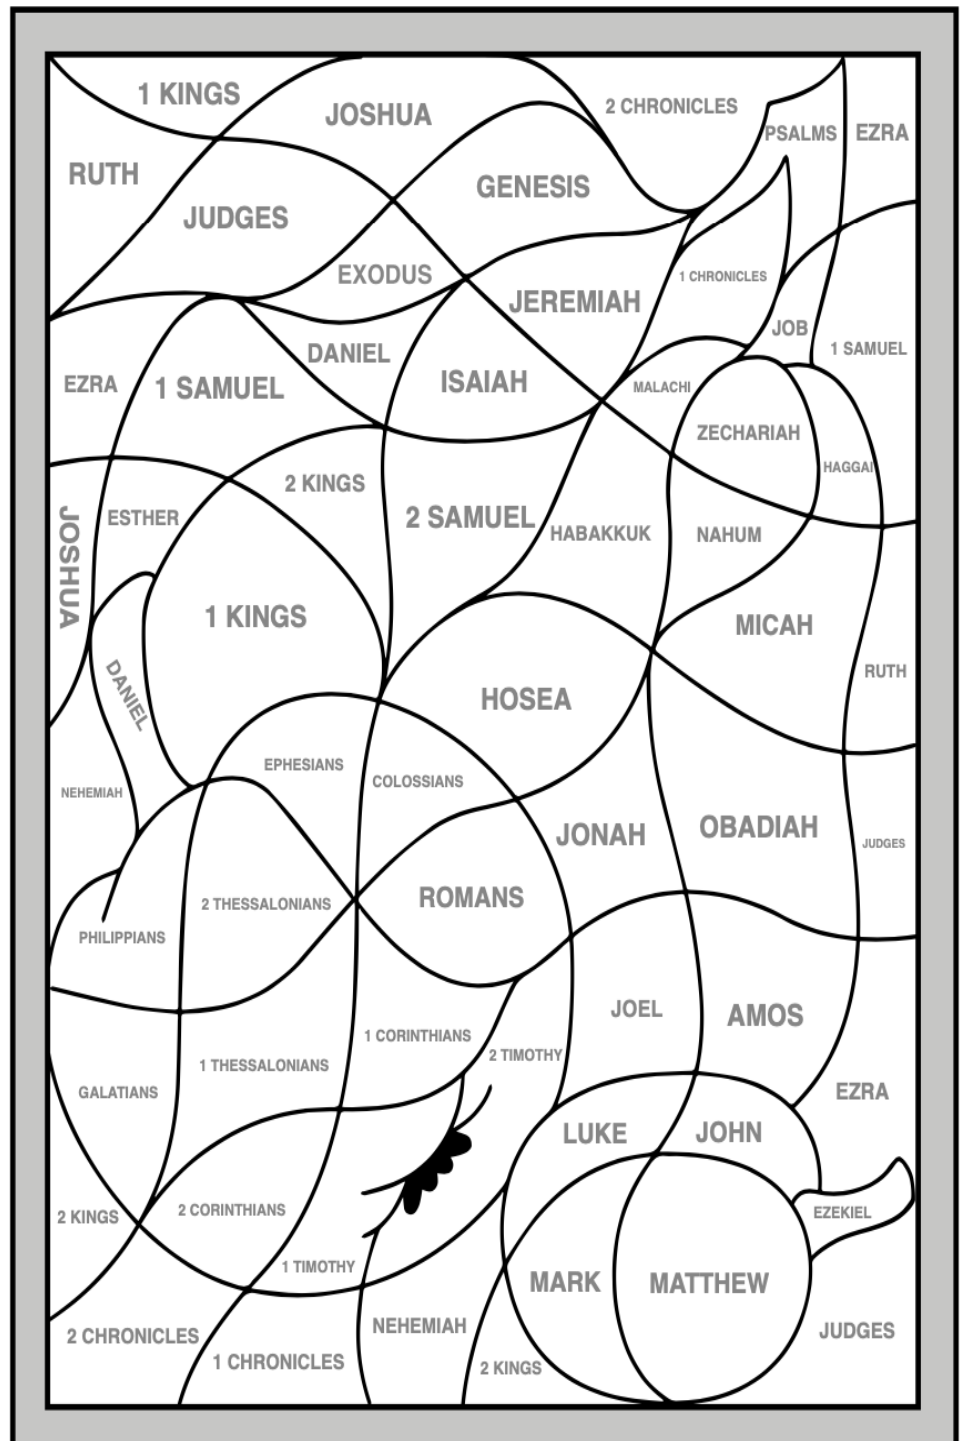 1 KINGS
JOSHUA
2 CHRONICLES
PSALMS
EZRA
RUTH
GENESIS
JUDGES
EXODUS
1 CHRONICLES
JEREMIAH
JOB
1 SAMUEL
DANIEL
EZRA
1 SAMUEL
ISAIAH
MALACHI
ZECHARIAH
HAGGAI
2 KINGS
ESTHER
2 SAMUEL
HABAKKUK
NAHUM
JOSHUA
1 KINGS
MICAH
RUTH
DANIEL
HOSEA
EPHESIANS
COLOSSIANS
NEHEMIAH
JONAH
OBADIAH
JUDGES
2 THESSALONIANS
ROMANS
PHILIPPIANS
JOEL
AMOS
1 CORINTHIANS
2 TIMOTHY
1 THESSALONIANS
GALATIANS
EZRA
LUKE
JOHN
2 KINGS
2 CORINTHIANS
EZEKIEL
1 TIMOTHY
MARK
MATTHEW
NEHEMIAH
JUDGES
2 CHRONICLES
1 CHRONICLES
2 KINGS